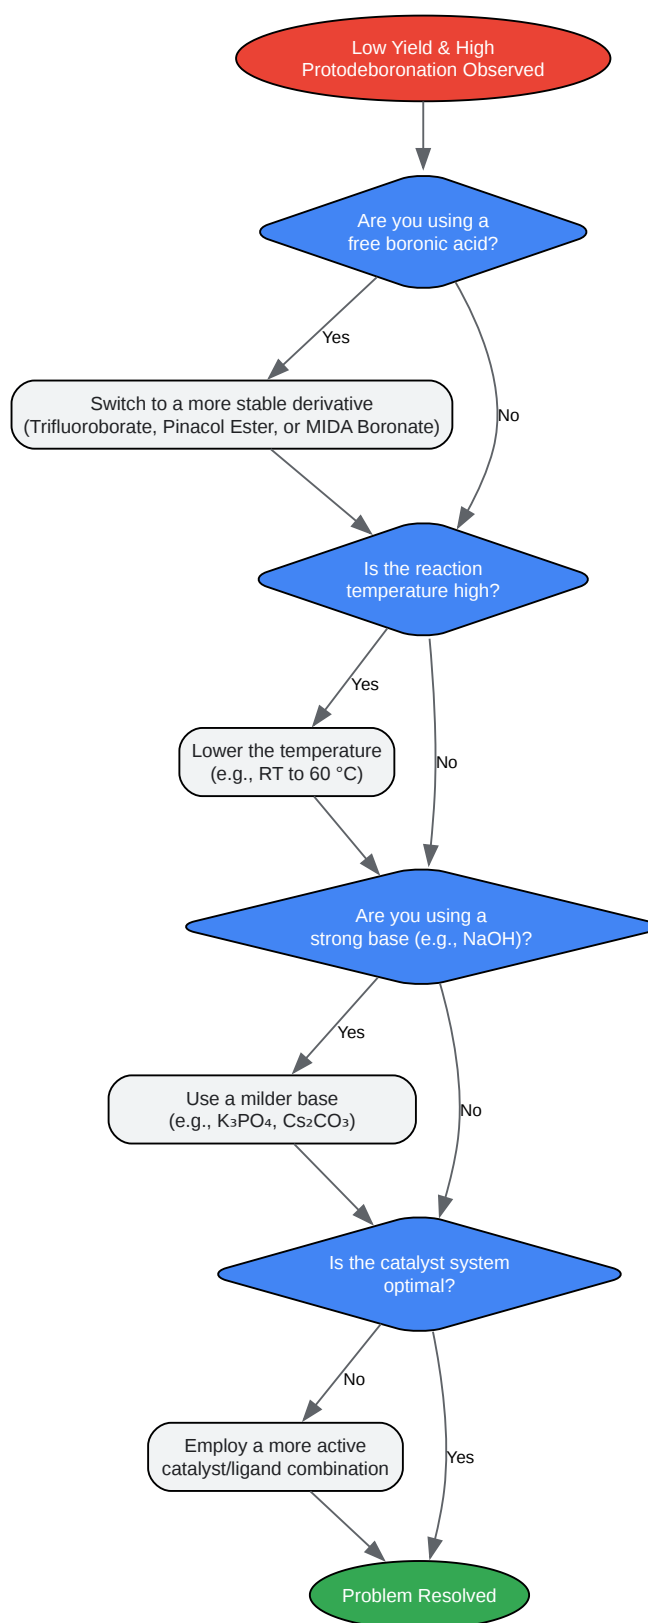 Low Yield & High
Protodeboronation Observed
Are you using a
free boronic acid?
Yes
Switch to a more stable derivative
(Trifluoroborate, Pinacol Ester, or MIDA Boronate)
No
Is the reaction
temperature high?
Yes
Lower the temperature
(e.g., RT to 60 °C)
No
Are you using a
strong base (e.g., NaOH)?
Yes
Use a milder base
(e.g., K₃PO₄, Cs₂CO₃)
No
Is the catalyst system
optimal?
No
Employ a more active
catalyst/ligand combination
Yes
Problem Resolved